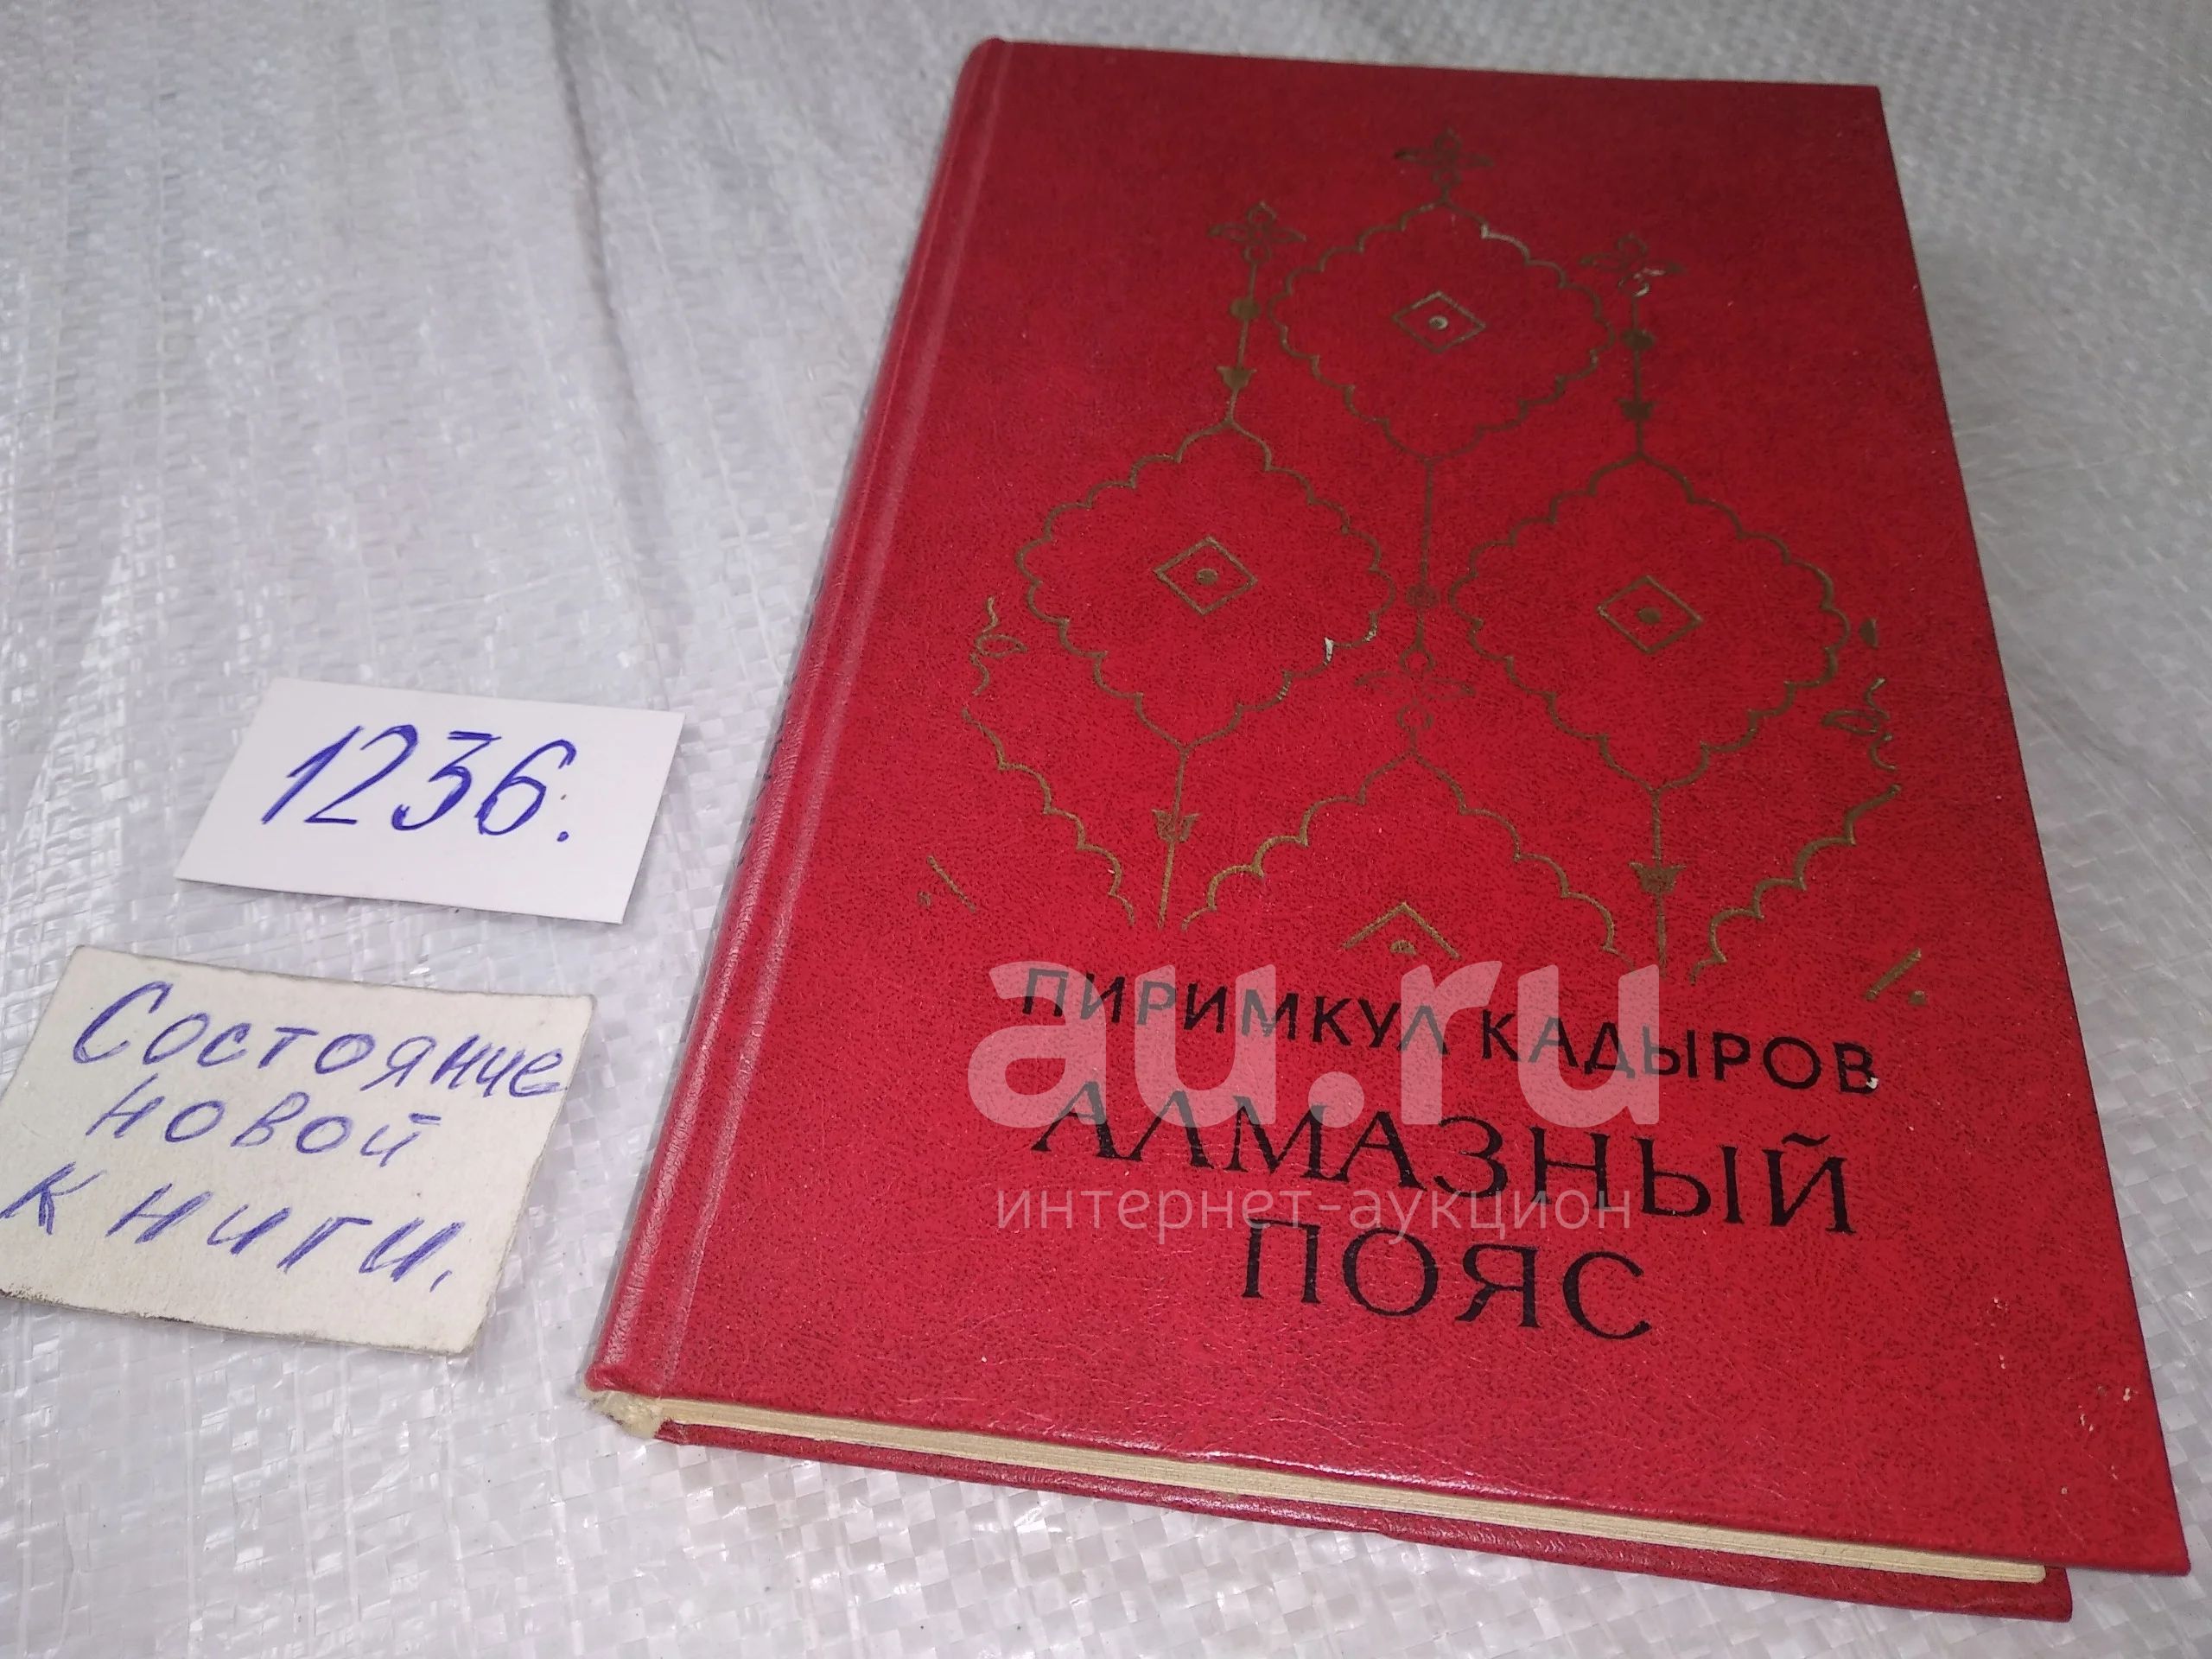 1236.
Состояние
новой
книги.
ПИРИМКУЛ КАДЫРОВ
АЛМАЗНЫЙ
ПОЯС
au.ru
интернет-аукцион